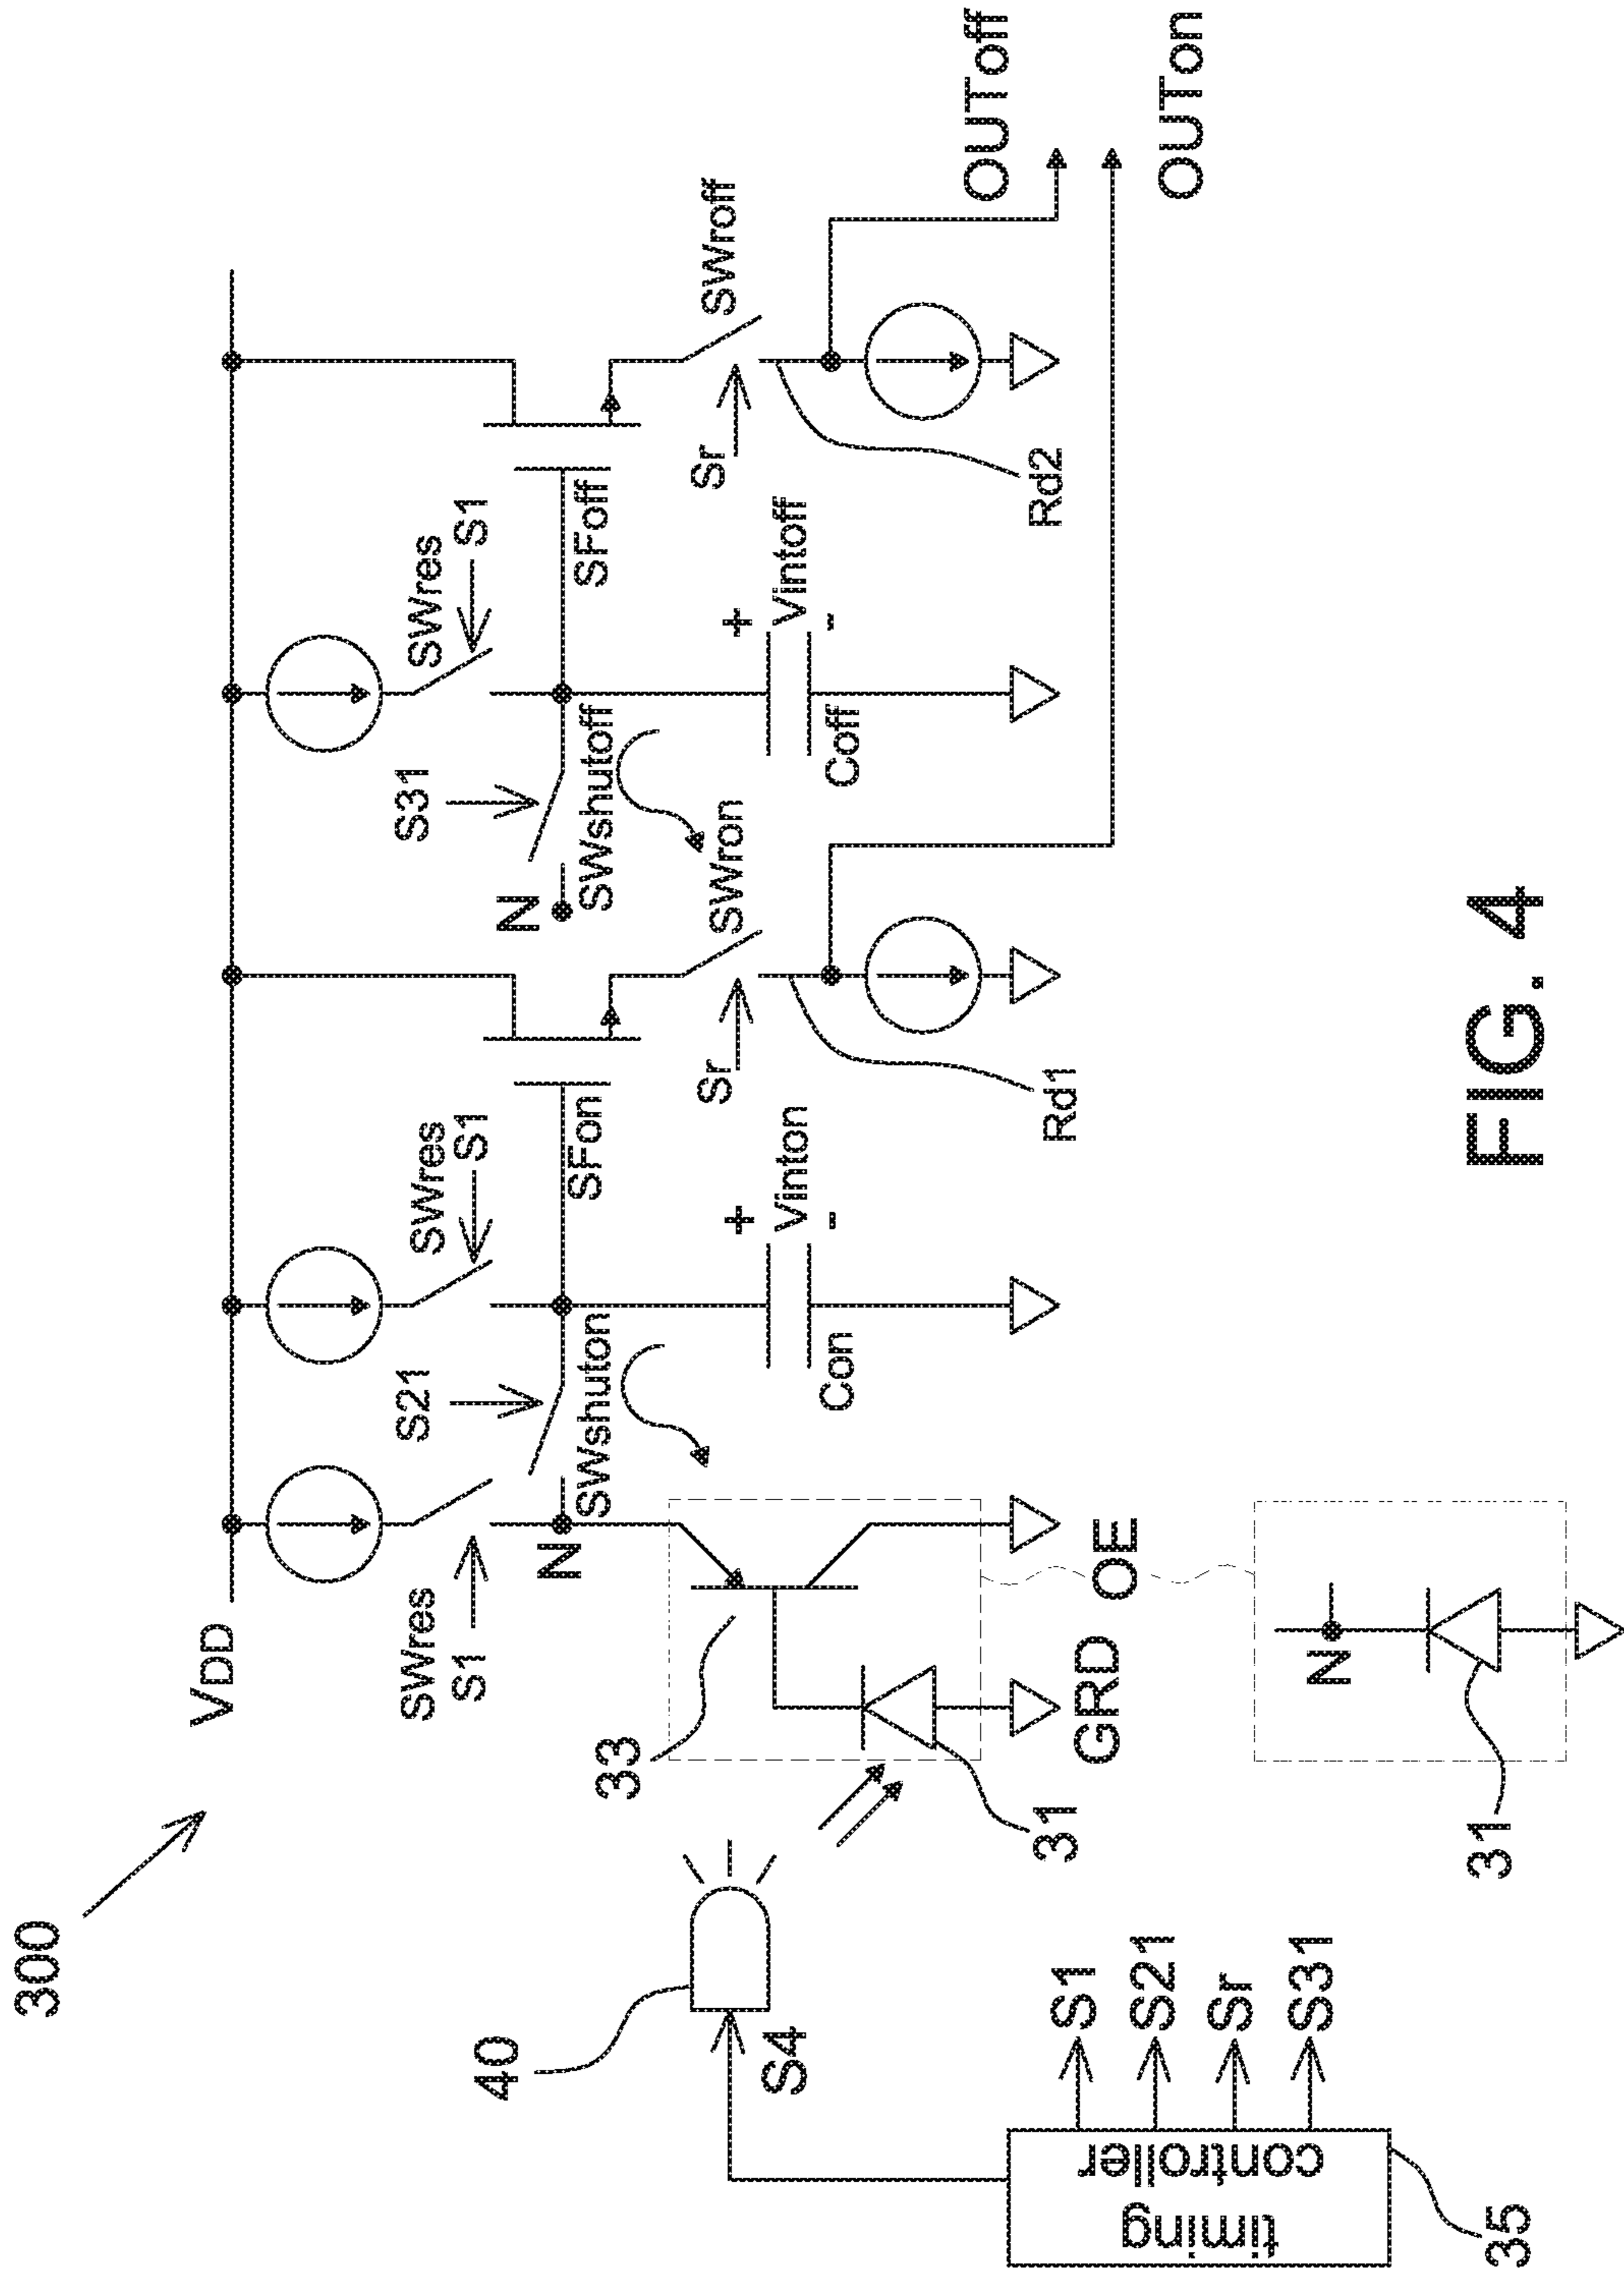 300
VDD
SWres
S1
S21
SWres
S1
S31
SWres
S1
N
SWshuton
SFon
N
SWshutoff
SFoff
33
Con
+
Vinton
-
Sr
SWron
Rd1
Coff
+
Vintoff
-
Sr
SWroff
Rd2
OUToff
OUTon
40
S4
31
GRD
OE
N
31
timing
controller
35
S1
S21
Sr
S31
FIG. 4